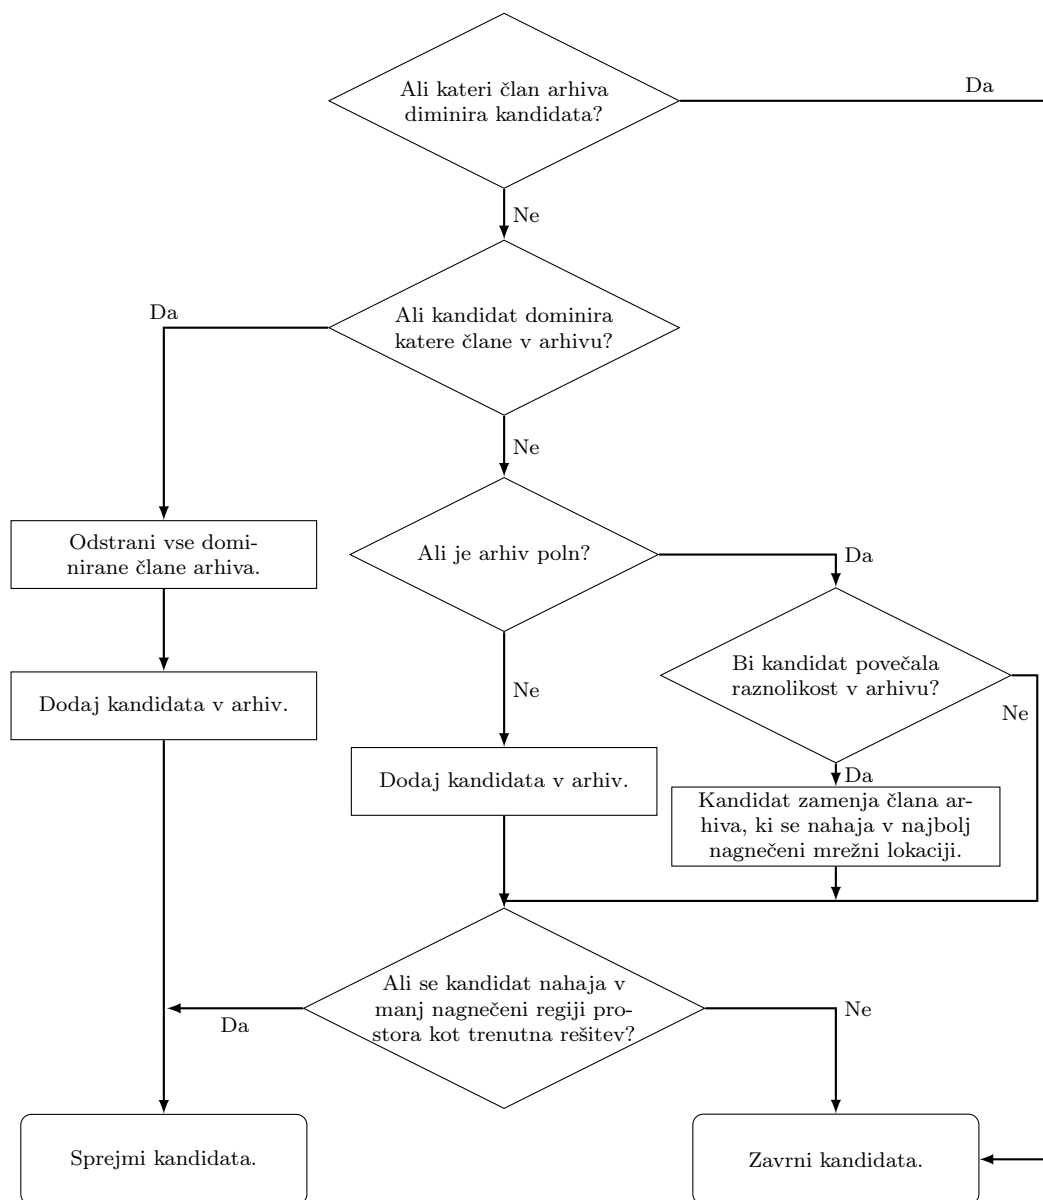 Ali kateri član arhiva
diminira kandidata?
Da
Ne
Ali kandidat dominira
katere člane v arhivu?
Da
Ne
Odstrani vse domi-
nirane člane arhiva.
Ali je arhiv poln?
Da
Bi kandidat povečala
raznolikost v arhivu?
Ne
Ne
Dodaj kandidata v arhiv.
Dodaj kandidata v arhiv.
Da
Kandidat zamenja člana ar-
hiva, ki se nahaja v najbolj
nagnečeni mrežni lokaciji.
Ali se kandidat nahaja v
manj nagnečeni regiji pro-
stora kot trenutna rešitev?
Da
Ne
Sprejmi kandidata.
Zavrni kandidata.